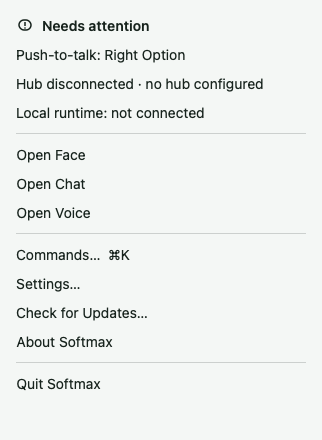 Needs attention
Push-to-talk: Right Option
Hub disconnected · no hub configured
Local runtime: not connected
Open Face
Open Chat
Open Voice
Commands... ⌘K
Settings...
Check for Updates...
About Softmax
Quit Softmax